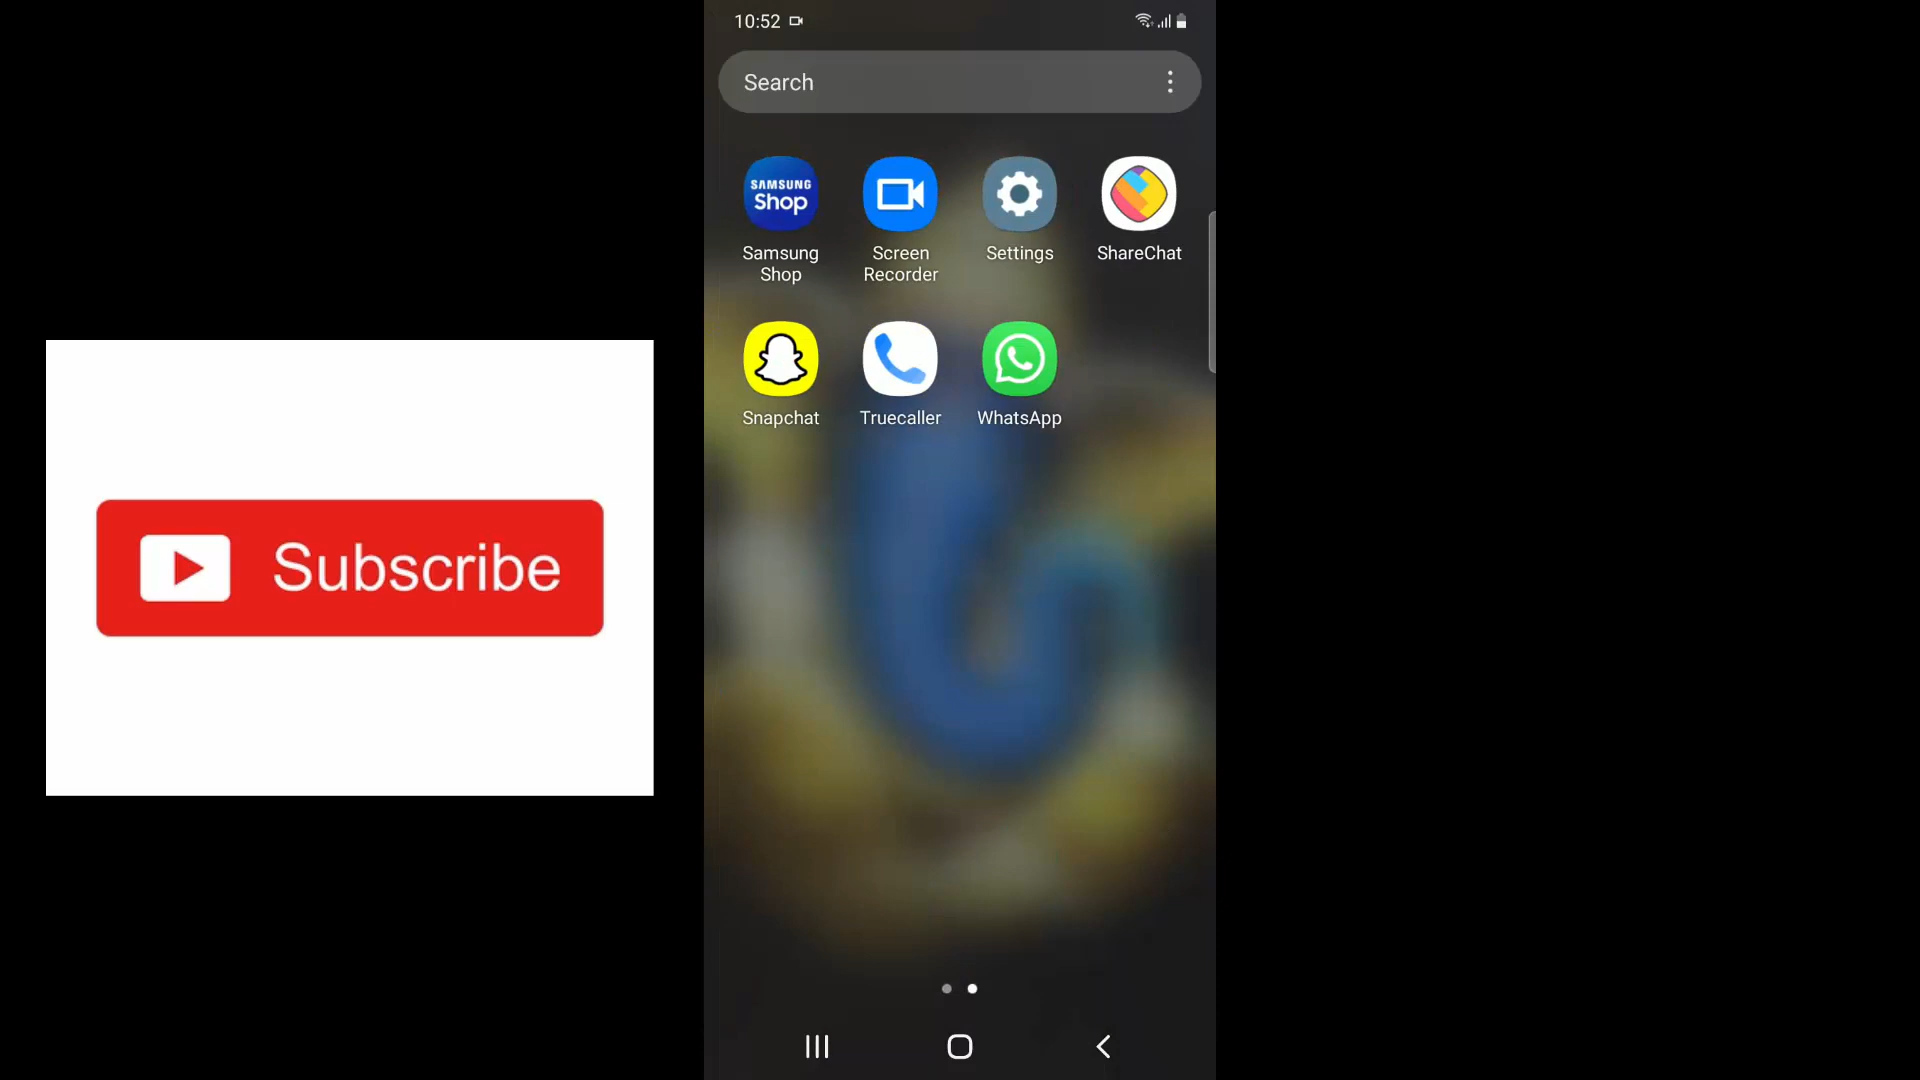 10:52
Search
SAMSUNG
Shop
Samsung
Shop
Screen
Recorder
Settings
ShareChat
Snapchat
Truecaller
WhatsApp
Subscribe